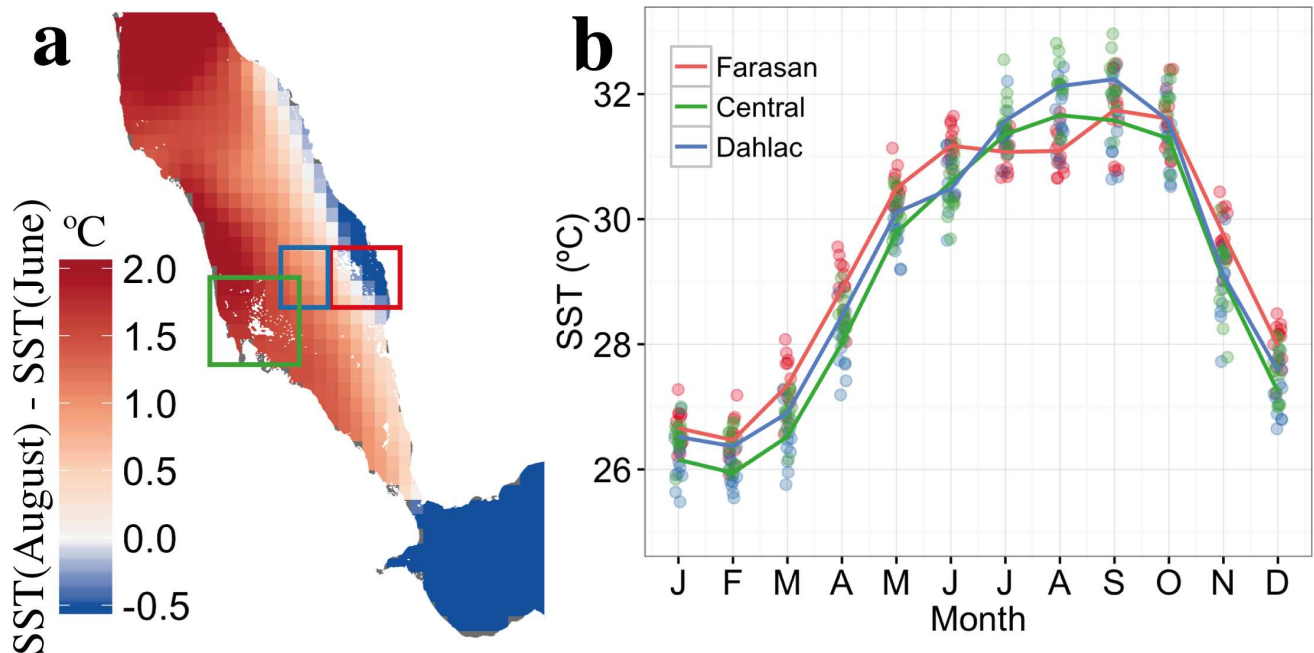 a
SST(August) - SST(June)
ºC
2.0
1.5
1.0
0.5
0.0
-0.5
b
Farasan
Central
Dahlac
SST (ºC)
32
30
28
26
J F M A M J J A S O N D
Month